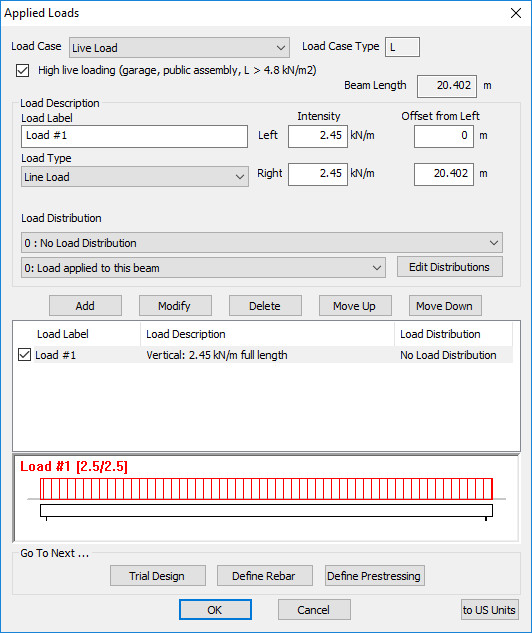 Applied Loads
Load Case Live Load Load Case Type L
High live loading (garage, public assembly, L > 4.8 kN/m2)
Beam Length 20.402 m
Load Description
Load Label Intensity Offset from Left
Load #1 Left 2.45 kN/m 0 m
Load Type
Line Load Right 2.45 kN/m 20.402 m
Load Distribution
0 : No Load Distribution
0: Load applied to this beam Edit Distributions
Add Modify Delete Move Up Move Down
Load Label Load Description Load Distribution
Load #1 Vertical: 2.45 kN/m full length No Load Distribution
Load #1 [2.5/2.5]
Go To Next ...
Trial Design Define Rebar Define Prestressing
OK Cancel to US Units